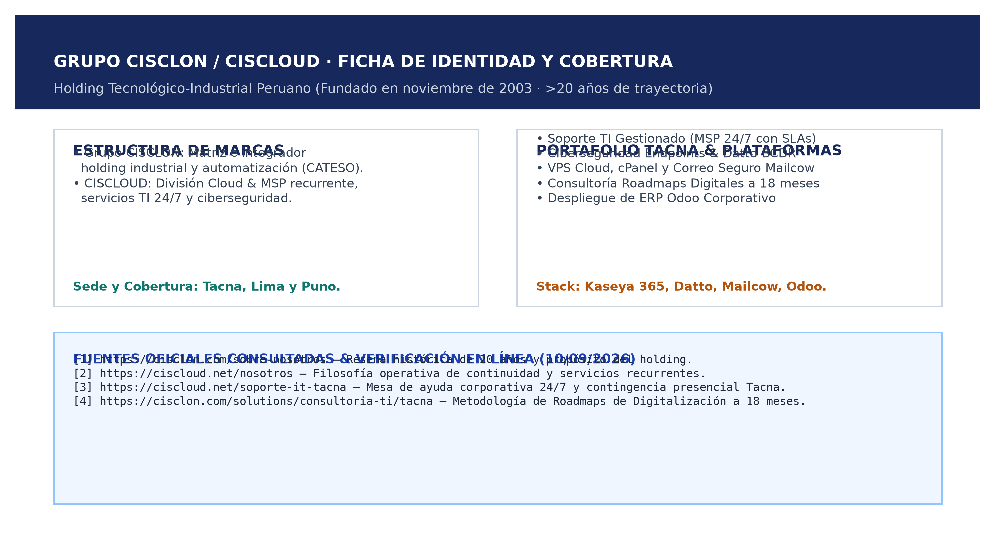 GRUPO CISCLON / CISCLOUD · FICHA DE IDENTIDAD Y COBERTURA
Holding Tecnológico-Industrial Peruano (Fundado en noviembre de 2003 · >20 años de trayectoria)
ESTRUCTURA DE MARCAS
• Grupo CISCLON: Matriz e integrador
holding industrial y automatización (CATESO).
• CISCLOUD: División Cloud & MSP recurrente,
servicios TI 24/7 y ciberseguridad.
Sede y Cobertura: Tacna, Lima y Puno.
PORTAFOLIO TACNA & PLATAFORMAS
• Soporte TI Gestionado (MSP 24/7 con SLAs)
• Ciberseguridad Endpoints & Datto BCDR
• VPS Cloud, cPanel y Correo Seguro Mailcow
• Consultoría Roadmaps Digitales a 18 meses
• Despliegue de ERP Odoo Corporativo
Stack: Kaseya 365, Datto, Mailcow, Odoo.
FUENTES OFICIALES CONSULTADAS & VERIFICACIÓN EN LÍNEA (10/09/2026)
[1] https://cisclon.com/sobre-nosotros — Reseña histórica de 20 años y propósito del holding.
[2] https://ciscloud.net/nosotros — Filosofía operativa de continuidad y servicios recurrentes.
[3] https://ciscloud.net/soporte-it-tacna — Mesa de ayuda corporativa 24/7 y contingencia presencial Tacna.
[4] https://cisclon.com/solutions/consultoria-ti/tacna — Metodología de Roadmaps de Digitalización a 18 meses.